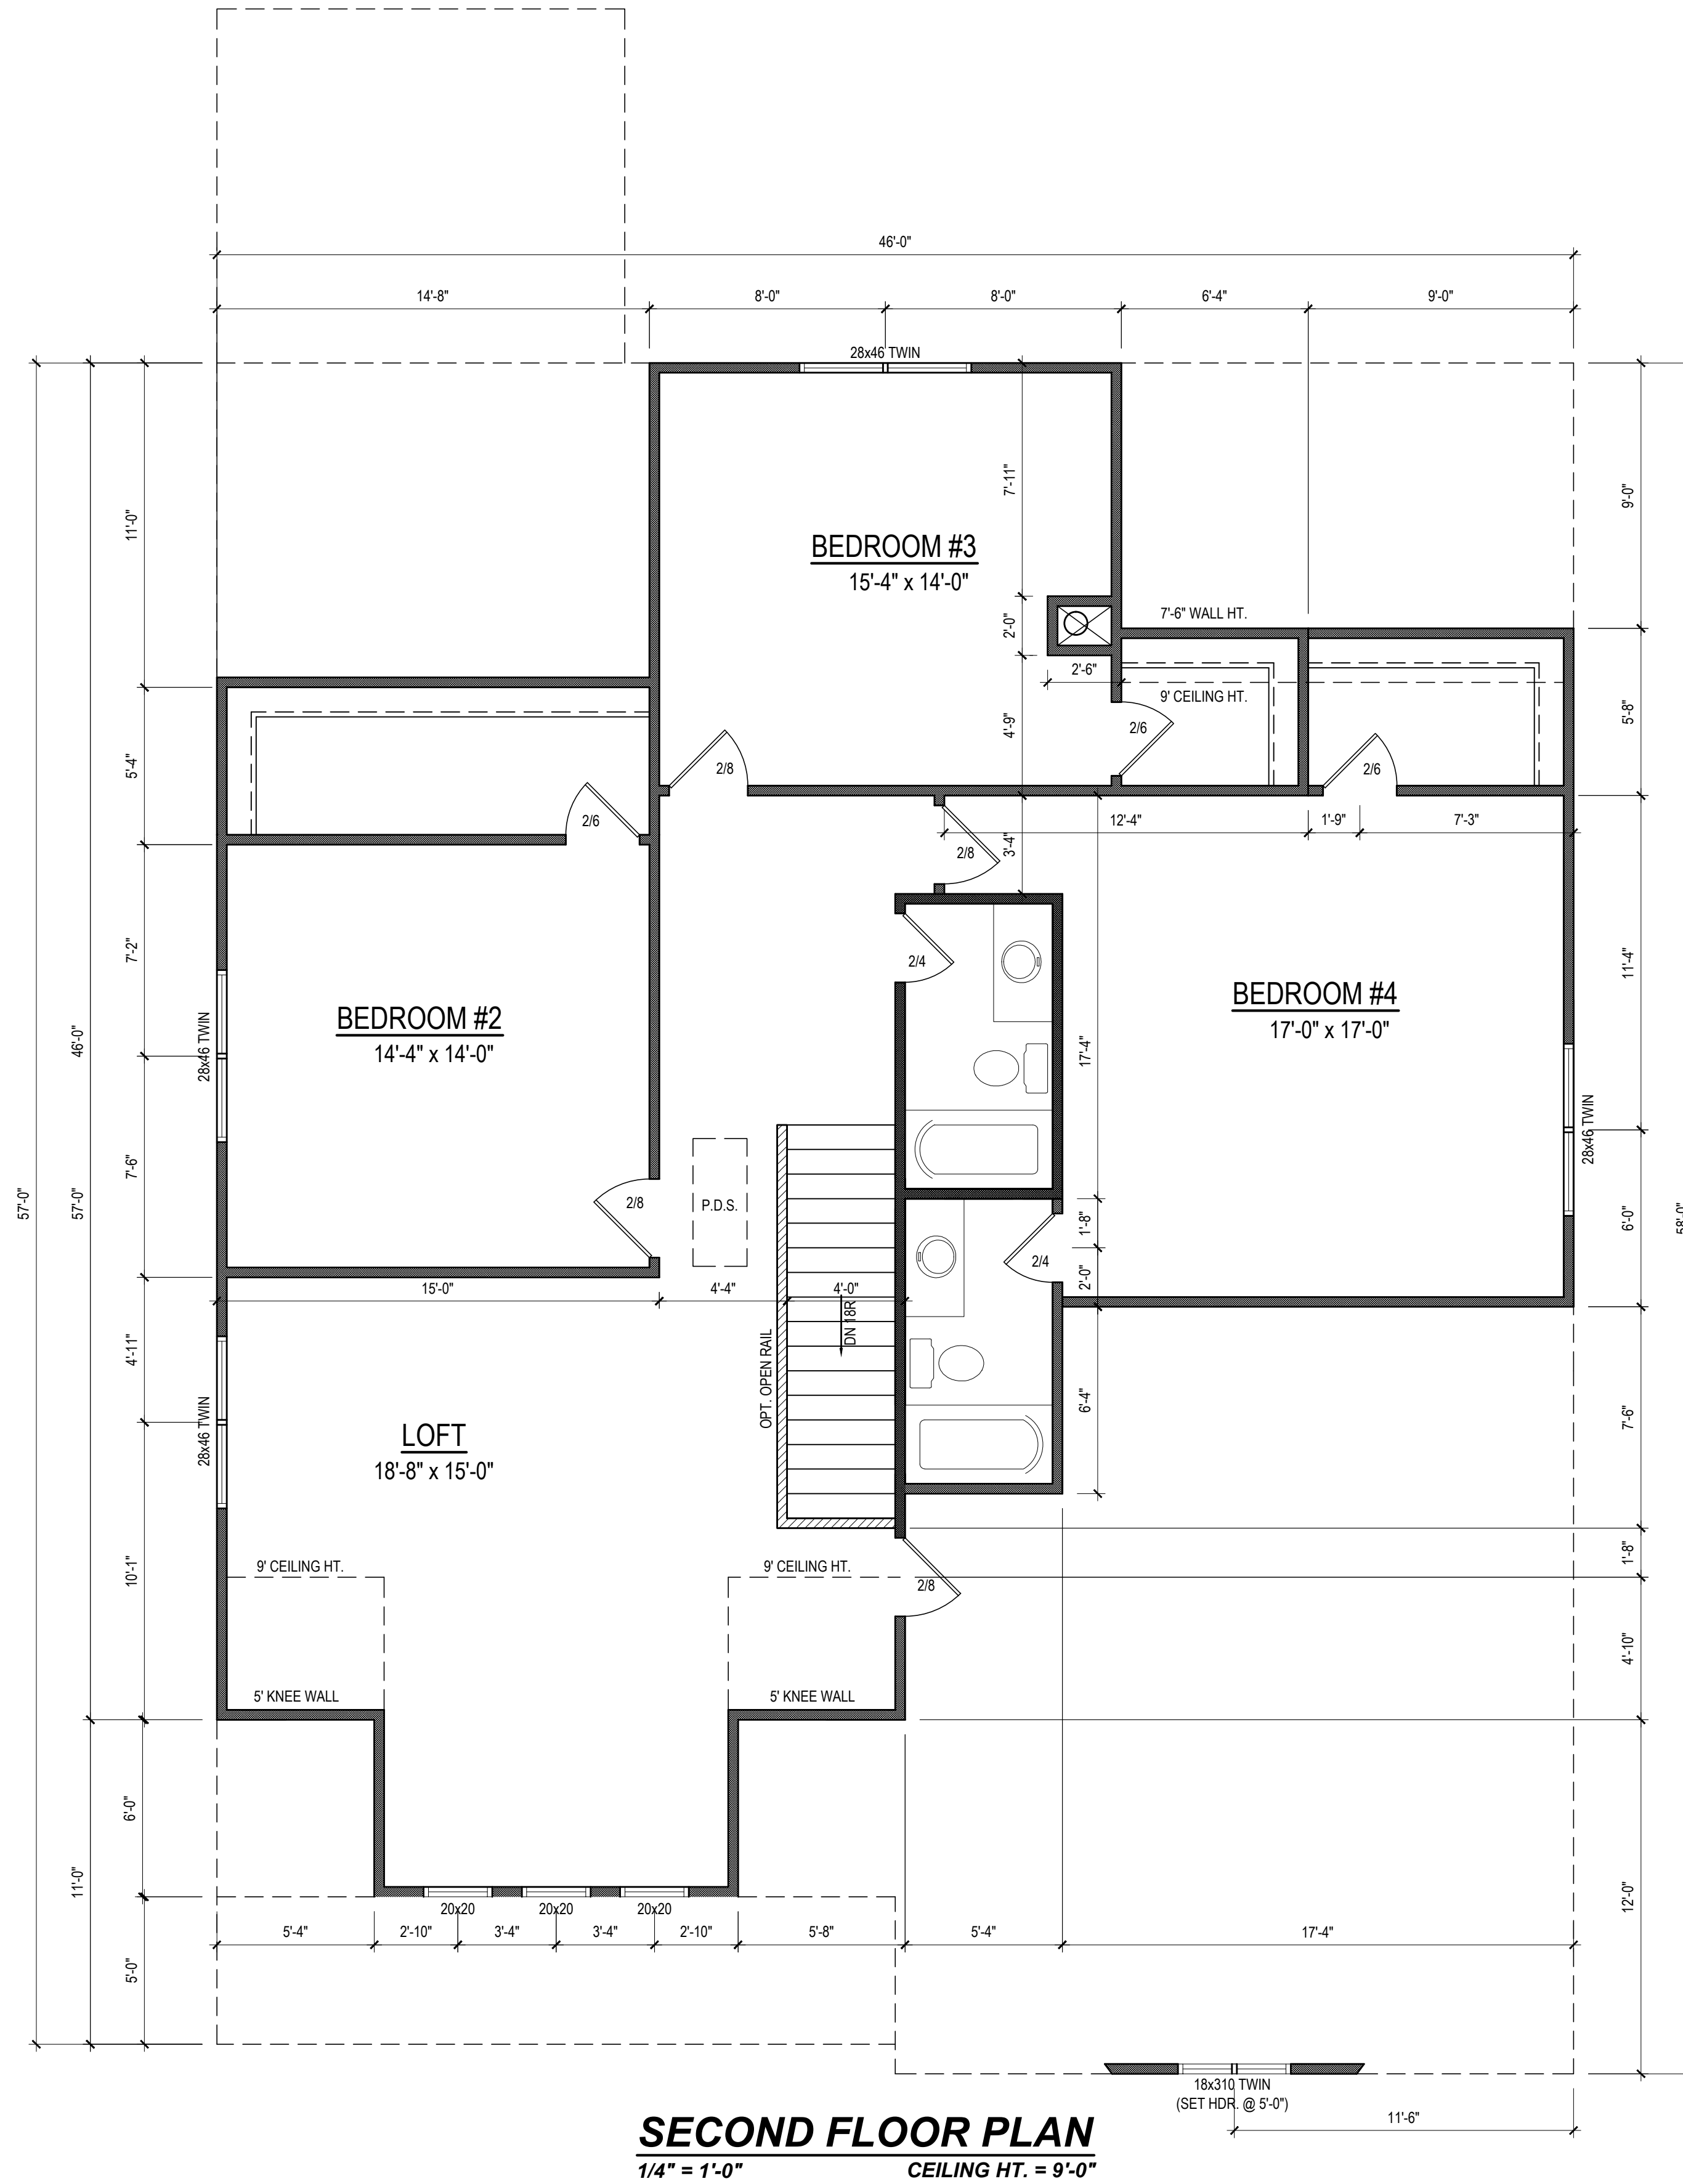 46'-0"
14'-8"
8'-0"
8'-0"
6'-4"
9'-0"
28x46 TWIN
11'-0"
7'-11"
9'-0"
BEDROOM #3
15'-4" x 14'-0"
7'-6" WALL HT.
2'-0"
2'-6"
9' CEILING HT.
5'-8"
4'-9"
2/6
5'-4"
2/8
2/6
2/6
12'-4"
1'-9"
7'-3"
3'-4"
2/8
7'-2"
2/4
11'-4"
BEDROOM #2
14'-4" x 14'-0"
BEDROOM #4
17'-0" x 17'-0"
46'-0"
28x46 TWIN
17'-4"
28x46 TWIN
7'-6"
57'-0"
57'-0"
2/8
P.D.S.
1'-8"
6'-0"
58'-0"
2/4
2'-0"
15'-0"
4'-4"
4'-0"
DN 18R
4'-11"
OPT. OPEN RAIL
6'-4"
28x46 TWIN
LOFT
18'-8" x 15'-0"
7'-6"
10'-1"
9' CEILING HT.
9' CEILING HT.
2/8
1'-8"
4'-10"
5' KNEE WALL
5' KNEE WALL
6'-0"
11'-0"
12'-0"
20x20
20x20
20x20
5'-4"
2'-10"
3'-4"
3'-4"
2'-10"
5'-8"
5'-4"
17'-4"
5'-0"
18x310 TWIN
(SET HDR. @ 5'-0")
11'-6"
SECOND FLOOR PLAN
1/4" = 1'-0"
CEILING HT. = 9'-0"